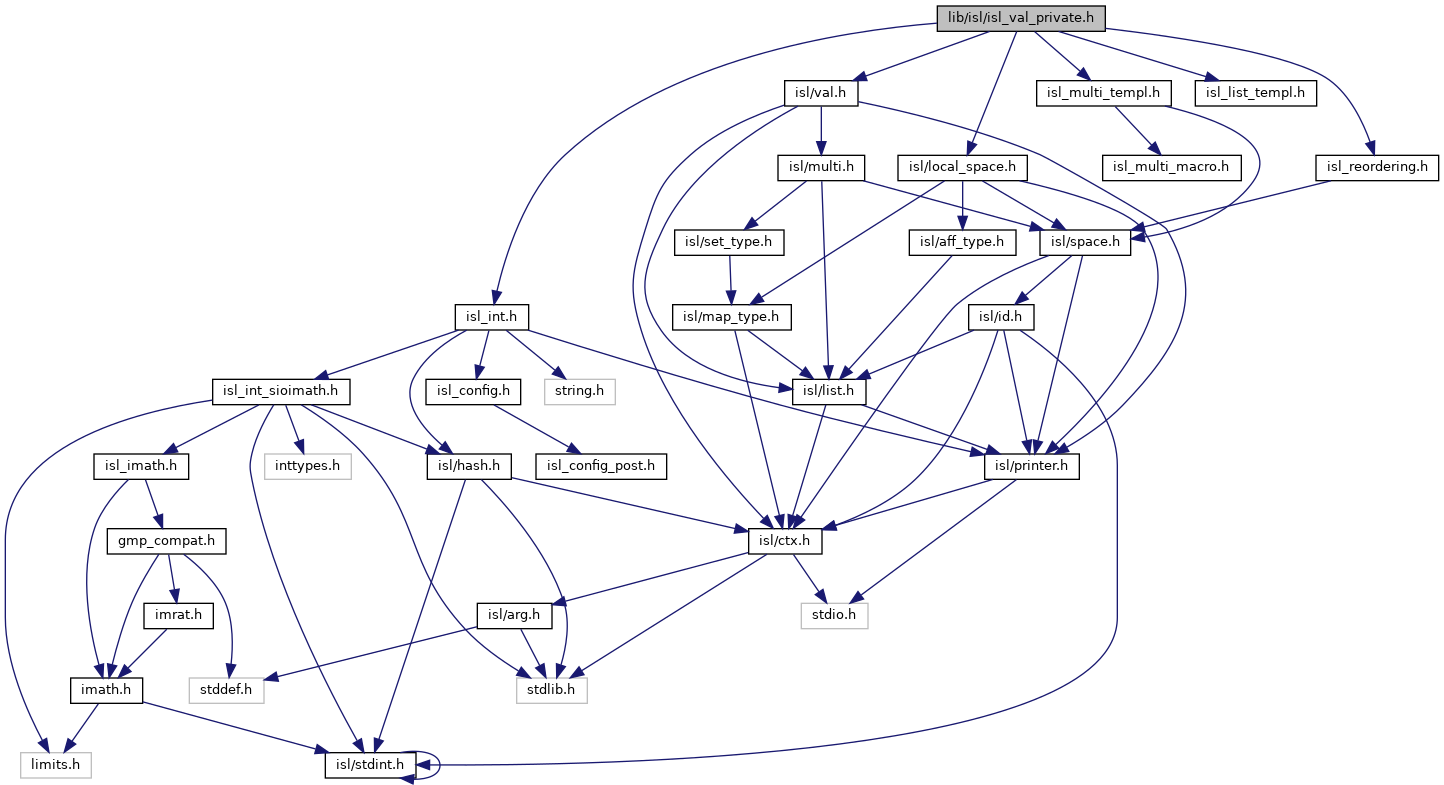 lib/isl/isl_val_private.h
isl/val.h
isl_multi_templ.h
isl_list_templ.h
isl/multi.h
isl/local_space.h
isl_multi_macro.h
isl_reordering.h
isl/set_type.h
isl/aff_type.h
isl/space.h
isl_int.h
isl/map_type.h
isl/id.h
isl_int_sioimath.h
isl_config.h
string.h
isl/list.h
isl_imath.h
inttypes.h
isl/hash.h
isl_config_post.h
isl/printer.h
gmp_compat.h
isl/ctx.h
imrat.h
isl/arg.h
stdio.h
imath.h
stddef.h
stdlib.h
limits.h
isl/stdint.h